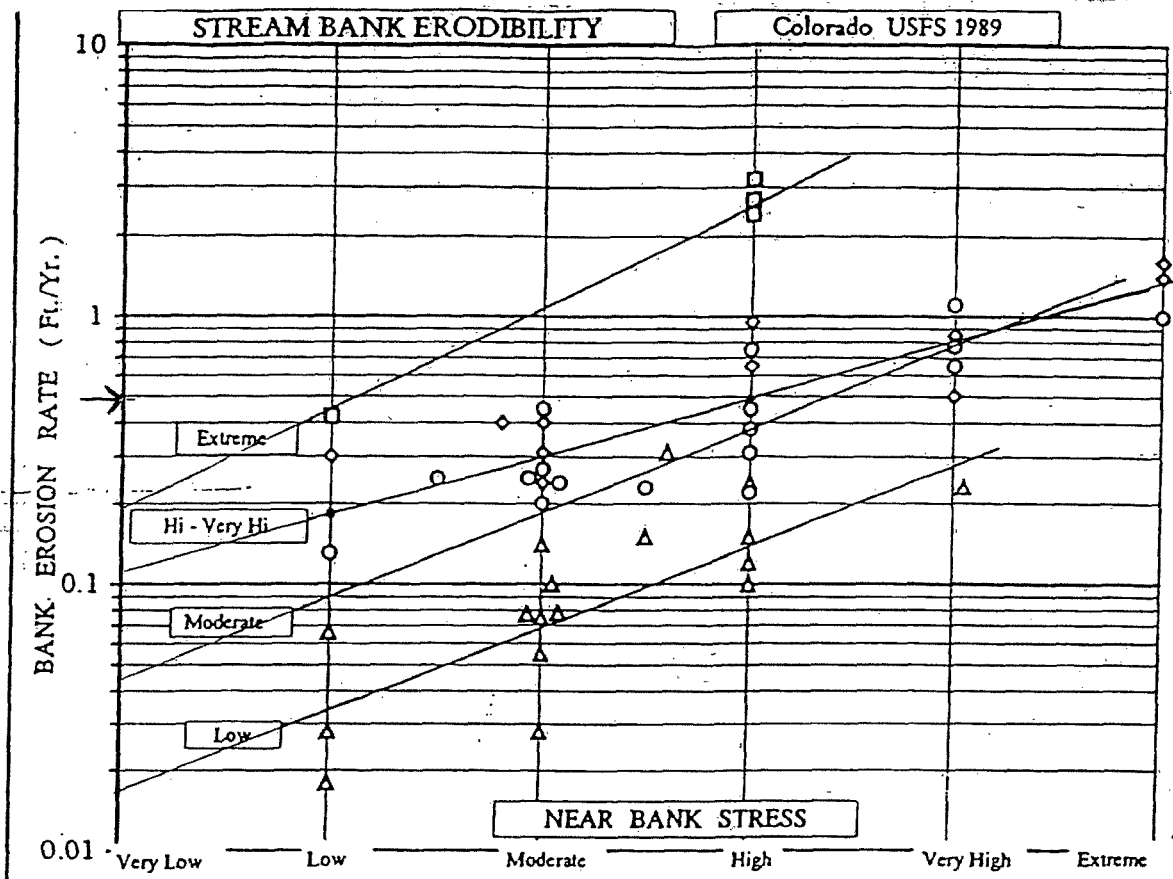 STREAM BANK ERODIBILITY
Colorado USFS 1989
10
1
0.1
0.01
BANK EROSION RATE (Ft./Yr.)
Extreme
Hi - Very Hi
Moderate
Low
NEAR BANK STRESS
Very Low
Low
Moderate
High
Very High
Extreme